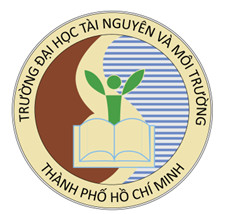 TRƯỜNG ĐẠI HỌC TÀI NGUYÊN VÀ MÔI TRƯỜNG
THÀNH PHỐ HỒ CHÍ MINH